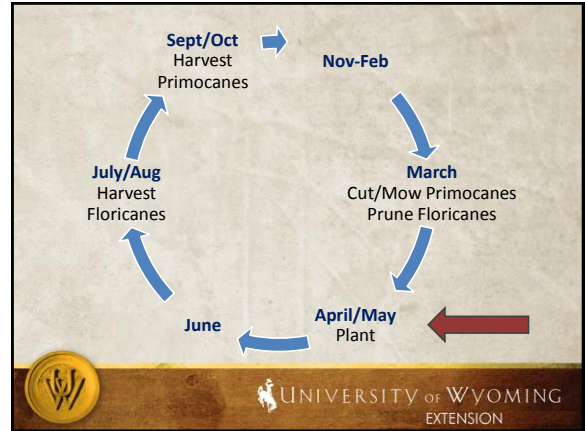 Sept/Oct
Harvest
Primocanes
Nov-Feb
March
Cut/Mow Primocanes
Prune Floricanes
April/May
Plant
June
July/Aug
Harvest
Floricanes
UW
UNIVERSITY OF WYOMING
EXTENSION